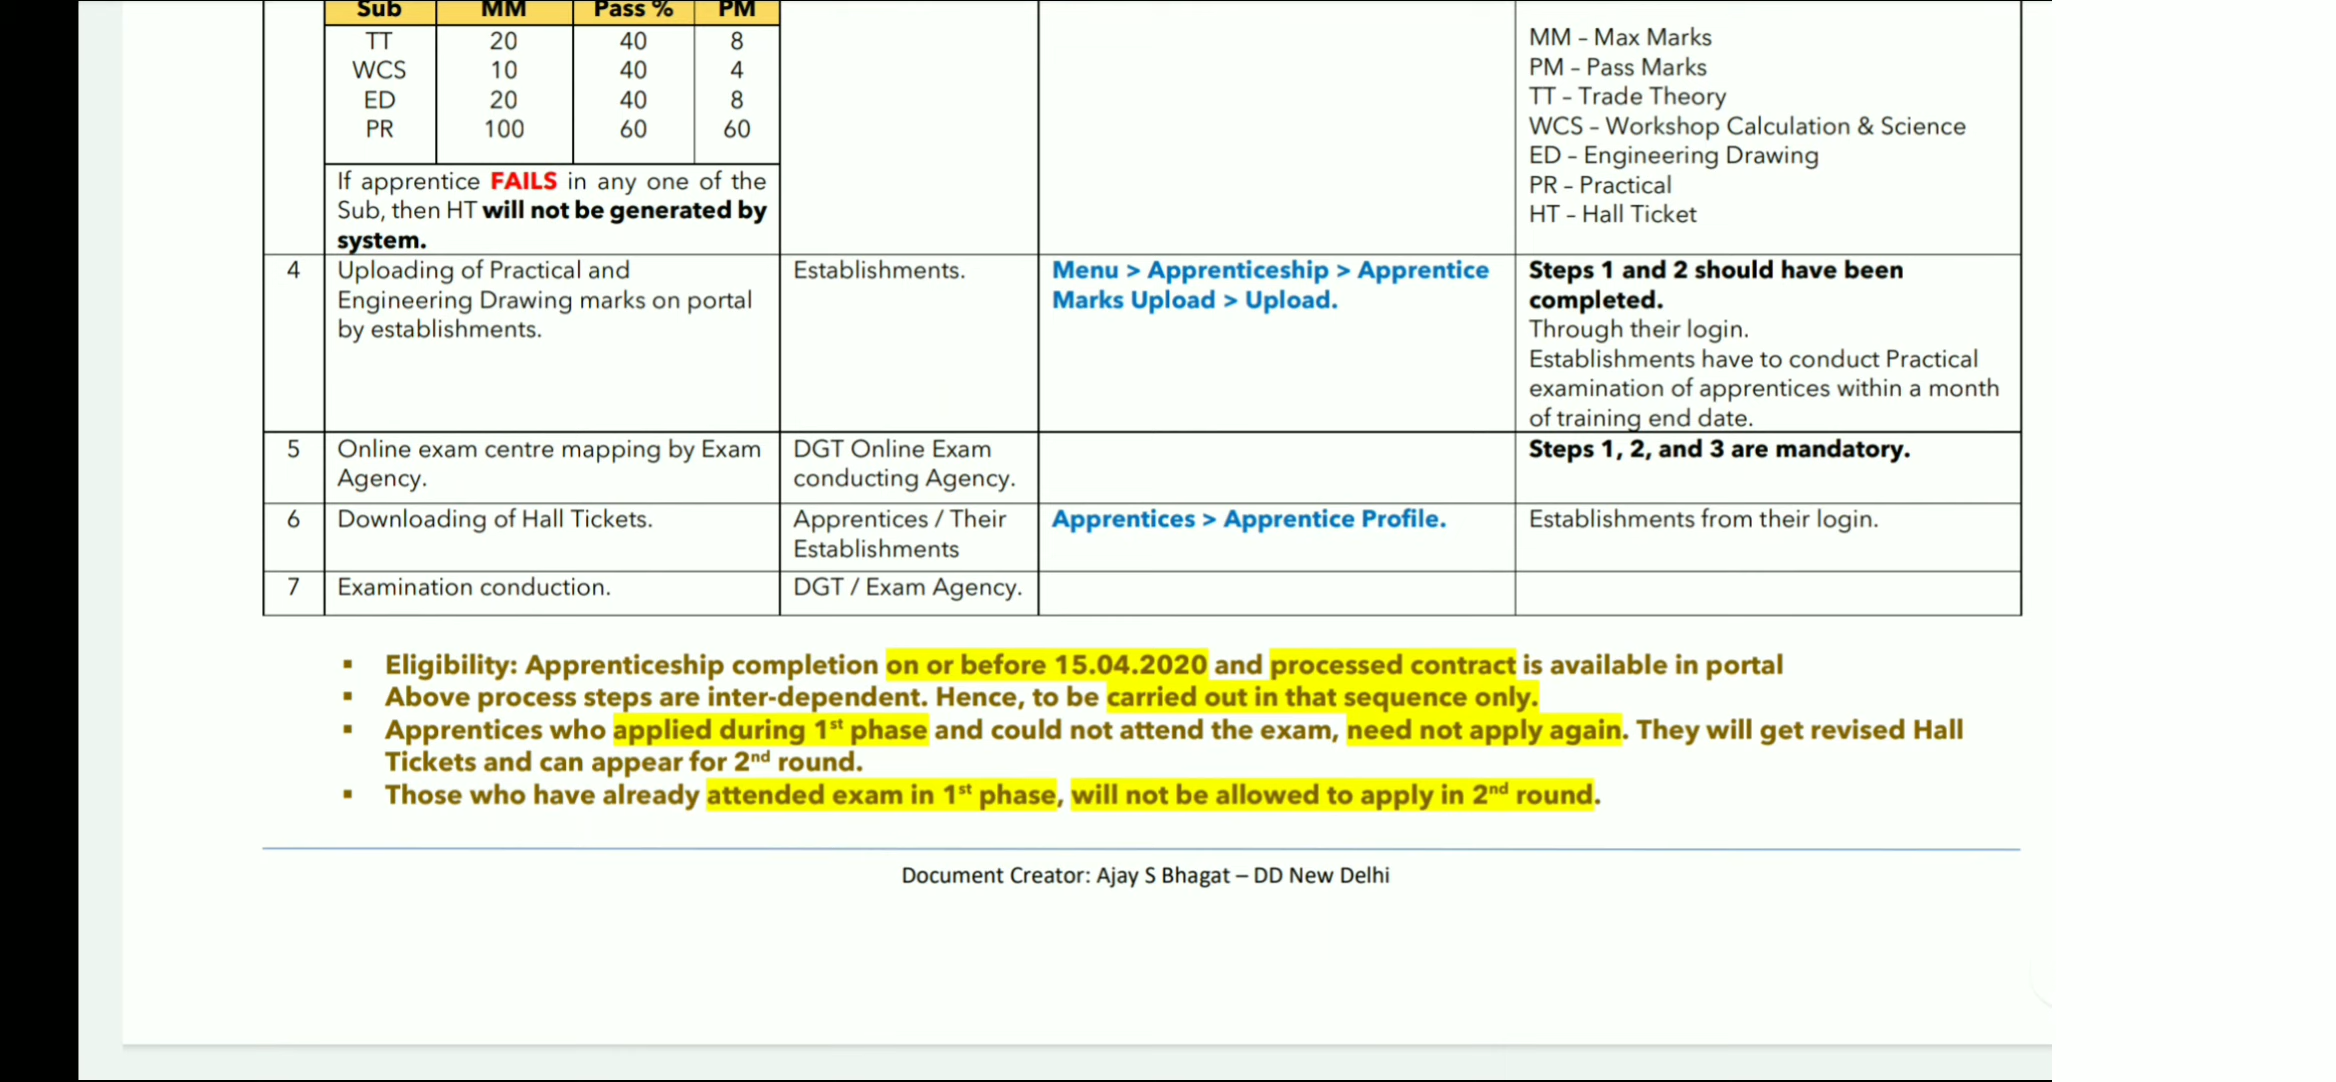 Sub MM Pass % PM
TT 20 40 8
WCS 10 40 4
ED 20 40 8
PR 100 60 60
If apprentice FAILS in any one of the
Sub, then HT will not be generated by
system.
MM – Max Marks
PM – Pass Marks
TT – Trade Theory
WCS – Workshop Calculation & Science
ED – Engineering Drawing
PR – Practical
HT – Hall Ticket
4
Uploading of Practical and
Engineering Drawing marks on portal
by establishments.
Establishments.
Menu > Apprenticeship > Apprentice
Marks Upload > Upload.
Steps 1 and 2 should have been
completed.
Through their login.
Establishments have to conduct Practical
examination of apprentices within a month
of training end date.
5
Online exam centre mapping by Exam
Agency.
DGT Online Exam
conducting Agency.
Steps 1, 2, and 3 are mandatory.
6
Downloading of Hall Tickets.
Apprentices / Their
Establishments
Apprentices > Apprentice Profile.
Establishments from their login.
7
Examination conduction.
DGT / Exam Agency.
▪ Eligibility: Apprenticeship completion on or before 15.04.2020 and processed contract is available in portal
▪ Above process steps are inter-dependent. Hence, to be carried out in that sequence only.
▪ Apprentices who applied during 1st phase and could not attend the exam, need not apply again. They will get revised Hall
Tickets and can appear for 2nd round.
▪ Those who have already attended exam in 1st phase, will not be allowed to apply in 2nd round.
Document Creator: Ajay S Bhagat – DD New Delhi